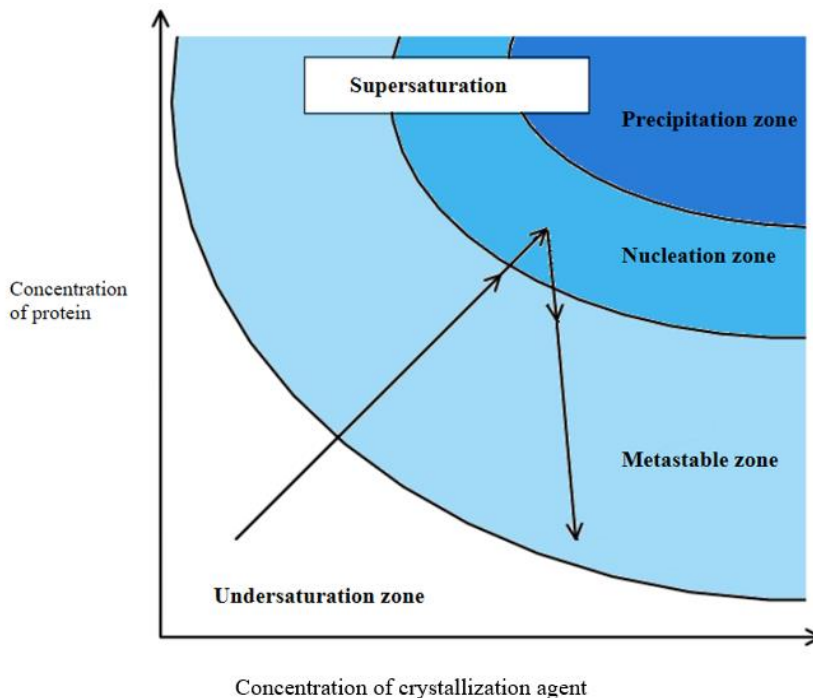 Supersaturation
Precipitation zone
Nucleation zone
Concentration
of protein
Metastable zone
Undersaturation zone
Concentration of crystallization agent